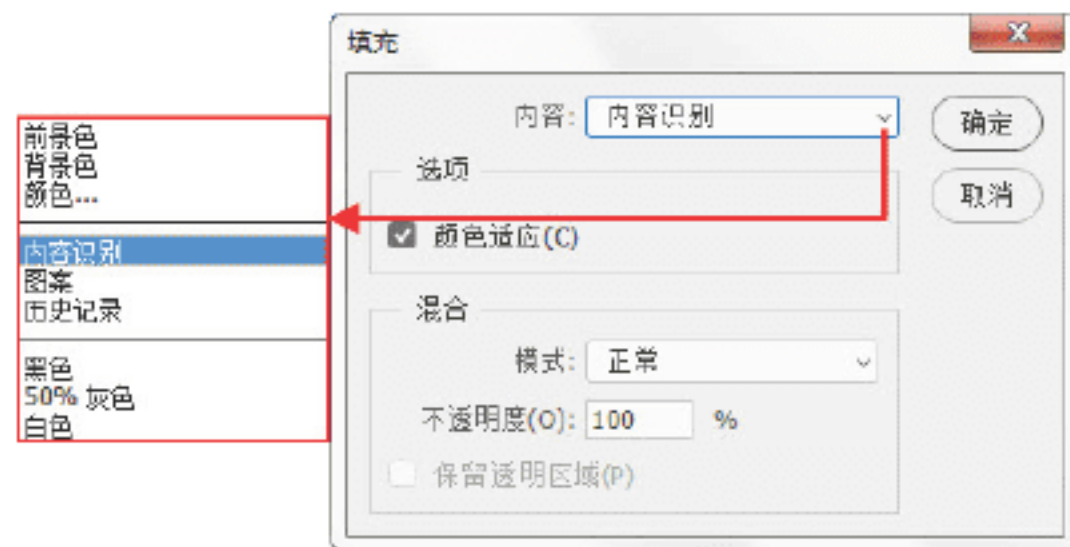 填充
内容: 内容识别
确定
选项
取消
颜色适应(C)
混合
模式: 正常
不透明度(O): 100 %
保留透明区域(P)
前景色
背景色
颜色...
内容识别
图案
历史记录
黑色
50% 灰色
白色